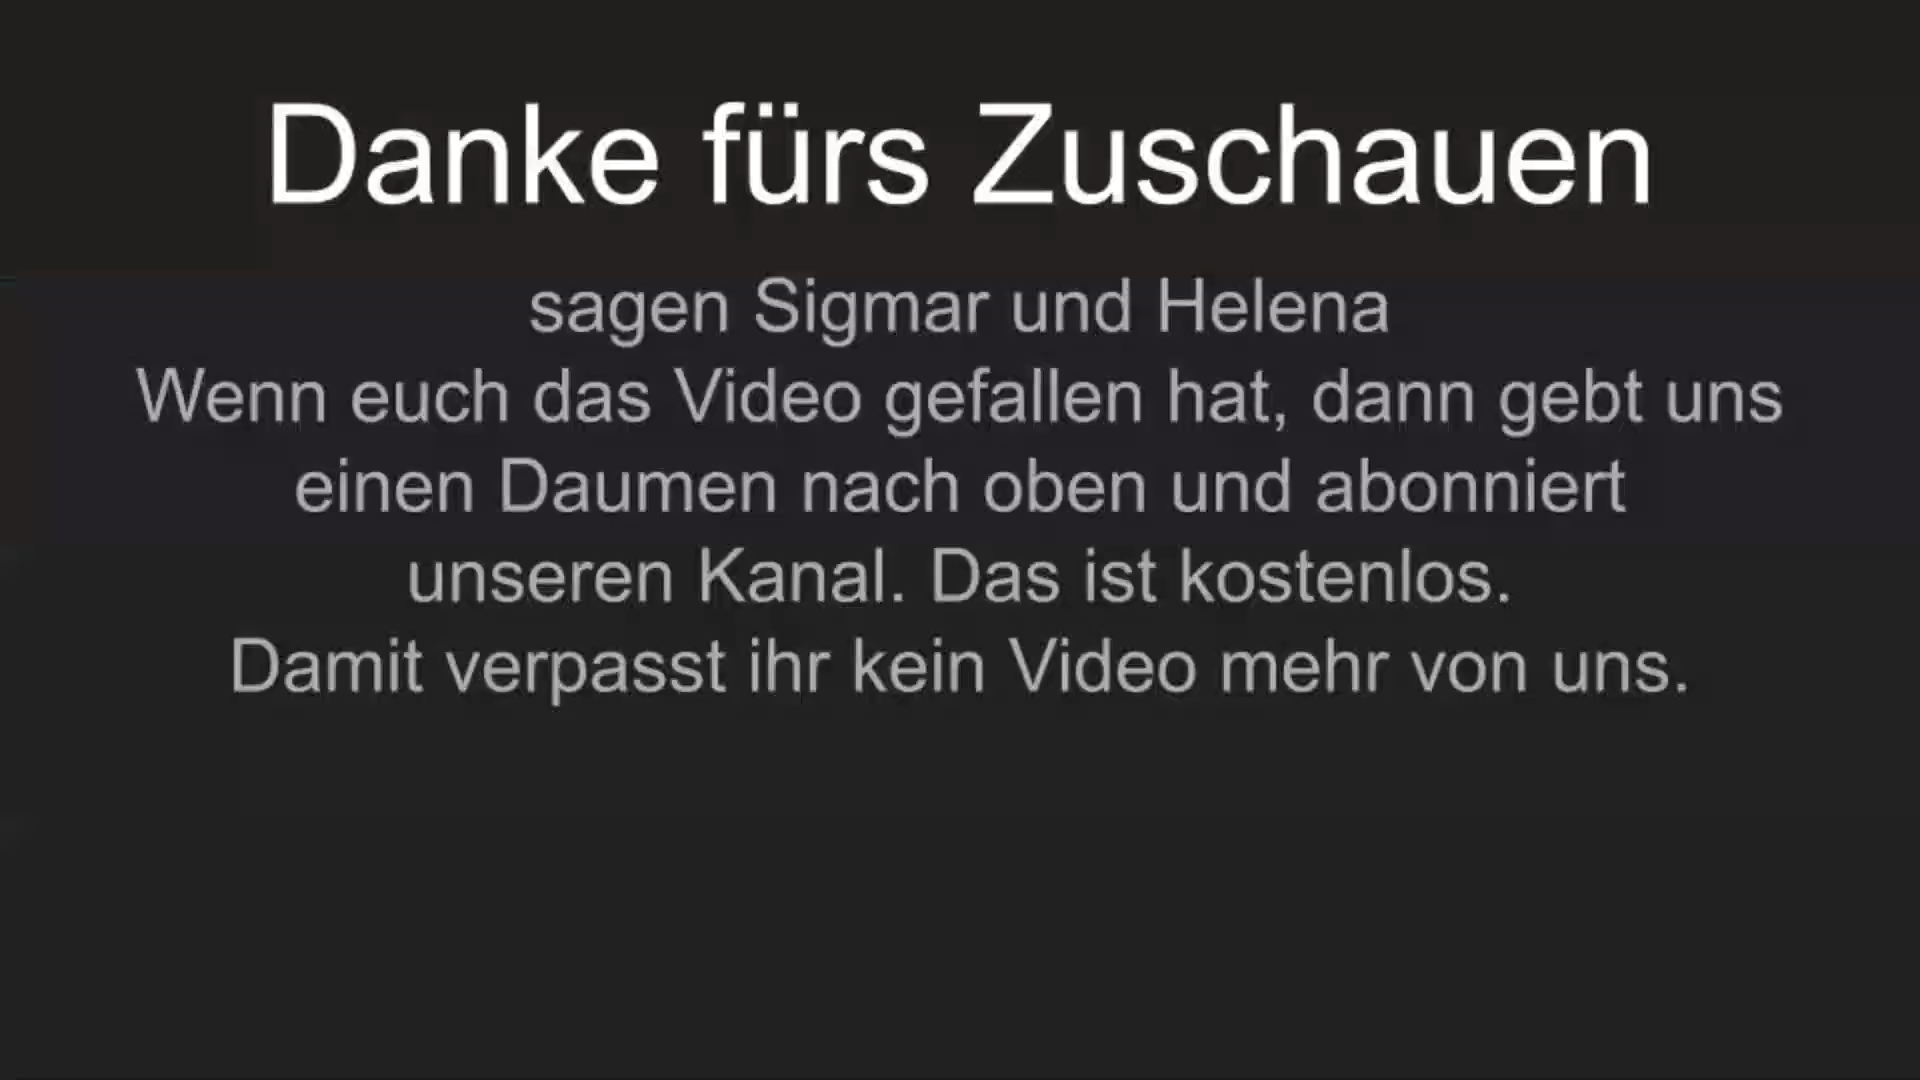 Danke fürs Zuschauen
sagen Sigmar und Helena
Wenn euch das Video gefallen hat, dann gebt uns
einen Daumen nach oben und abonniert
unseren Kanal. Das ist kostenlos.
Damit verpasst ihr kein Video mehr von uns.